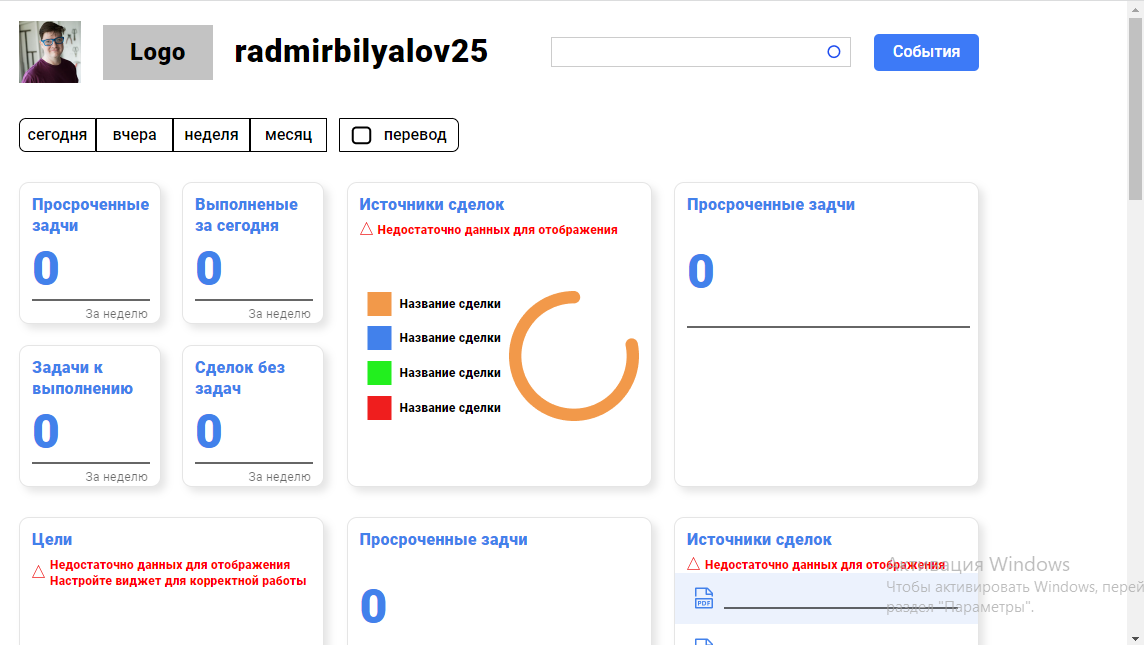 Logo
radmirbilyalov25
События
сегодня
вчера
неделя
месяц
перевод
Просроченные
задчи
0
За неделю
Выполненые
за сегодня
0
За неделю
Источники сделок
Недостаточно данных для отображения
Название сделки
Название сделки
Название сделки
Название сделки
Просроченные задчи
0
Задачи к
выполнению
0
За неделю
Сделок без
задач
0
За неделю
Цели
Недостаточно данных для отображения
Настройте виджет для корректной работы
Просроченные задчи
0
Источники сделок
Недостаточно данных для отображения
PDF
Активация Windows
Чтобы активировать Windows, перей
раздел "Параметры".